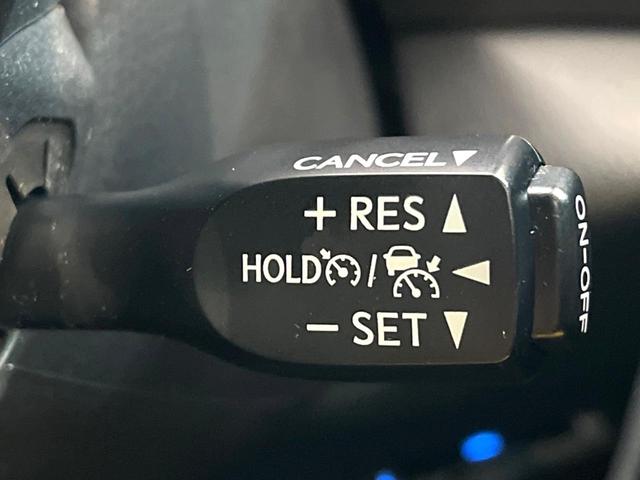 CANCEL▼
+ RES ▲
HOLD / ◀
− SET ▼
ON-OFF